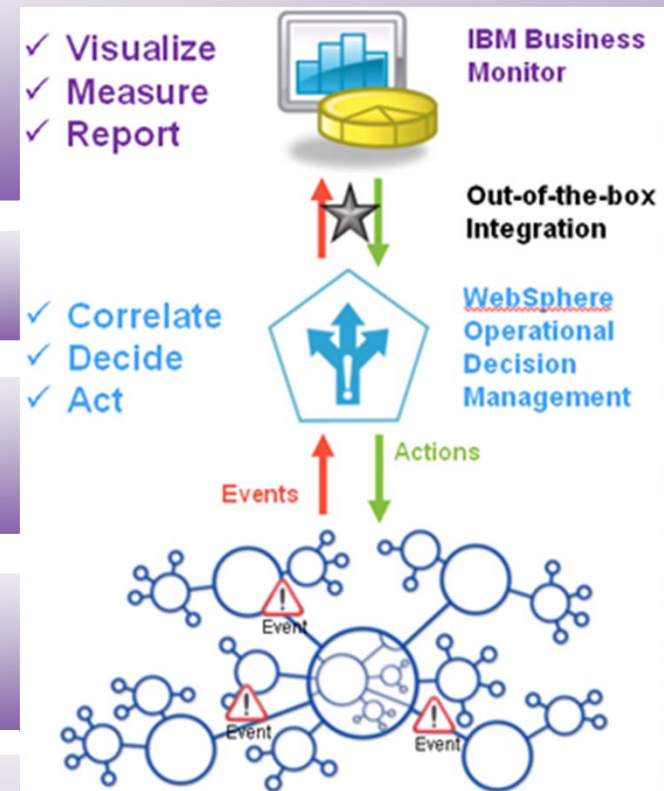 ✓ Visualize
✓ Measure
✓ Report
IBM Business
Monitor
Out-of-the-box
Integration
✓ Correlate
✓ Decide
✓ Act
WebSphere
Operational
Decision
Management
Events
Actions
!
Event
!
Event
!
Event